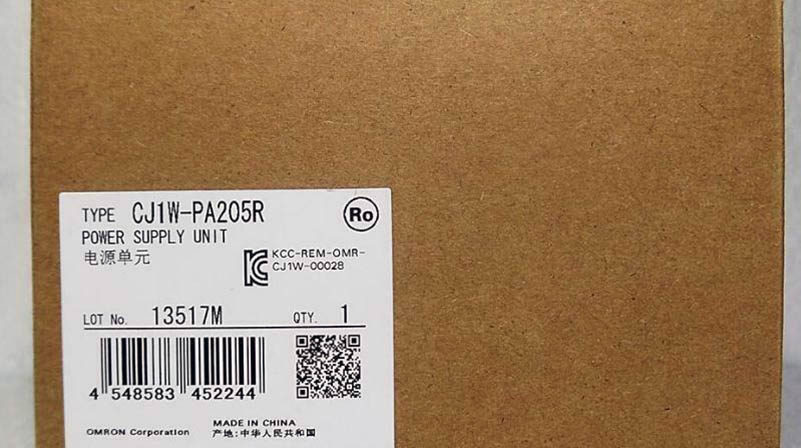 TYPE CJ1W-PA205R Ro
POWER SUPPLY UNIT
电源单元
KCC-REM-OMR-
CJ1W-00028
LOT No. 13517M QTY. 1
4 548583 452244
OMRON Corporation
MADE IN CHINA
产地:中华人民共和国